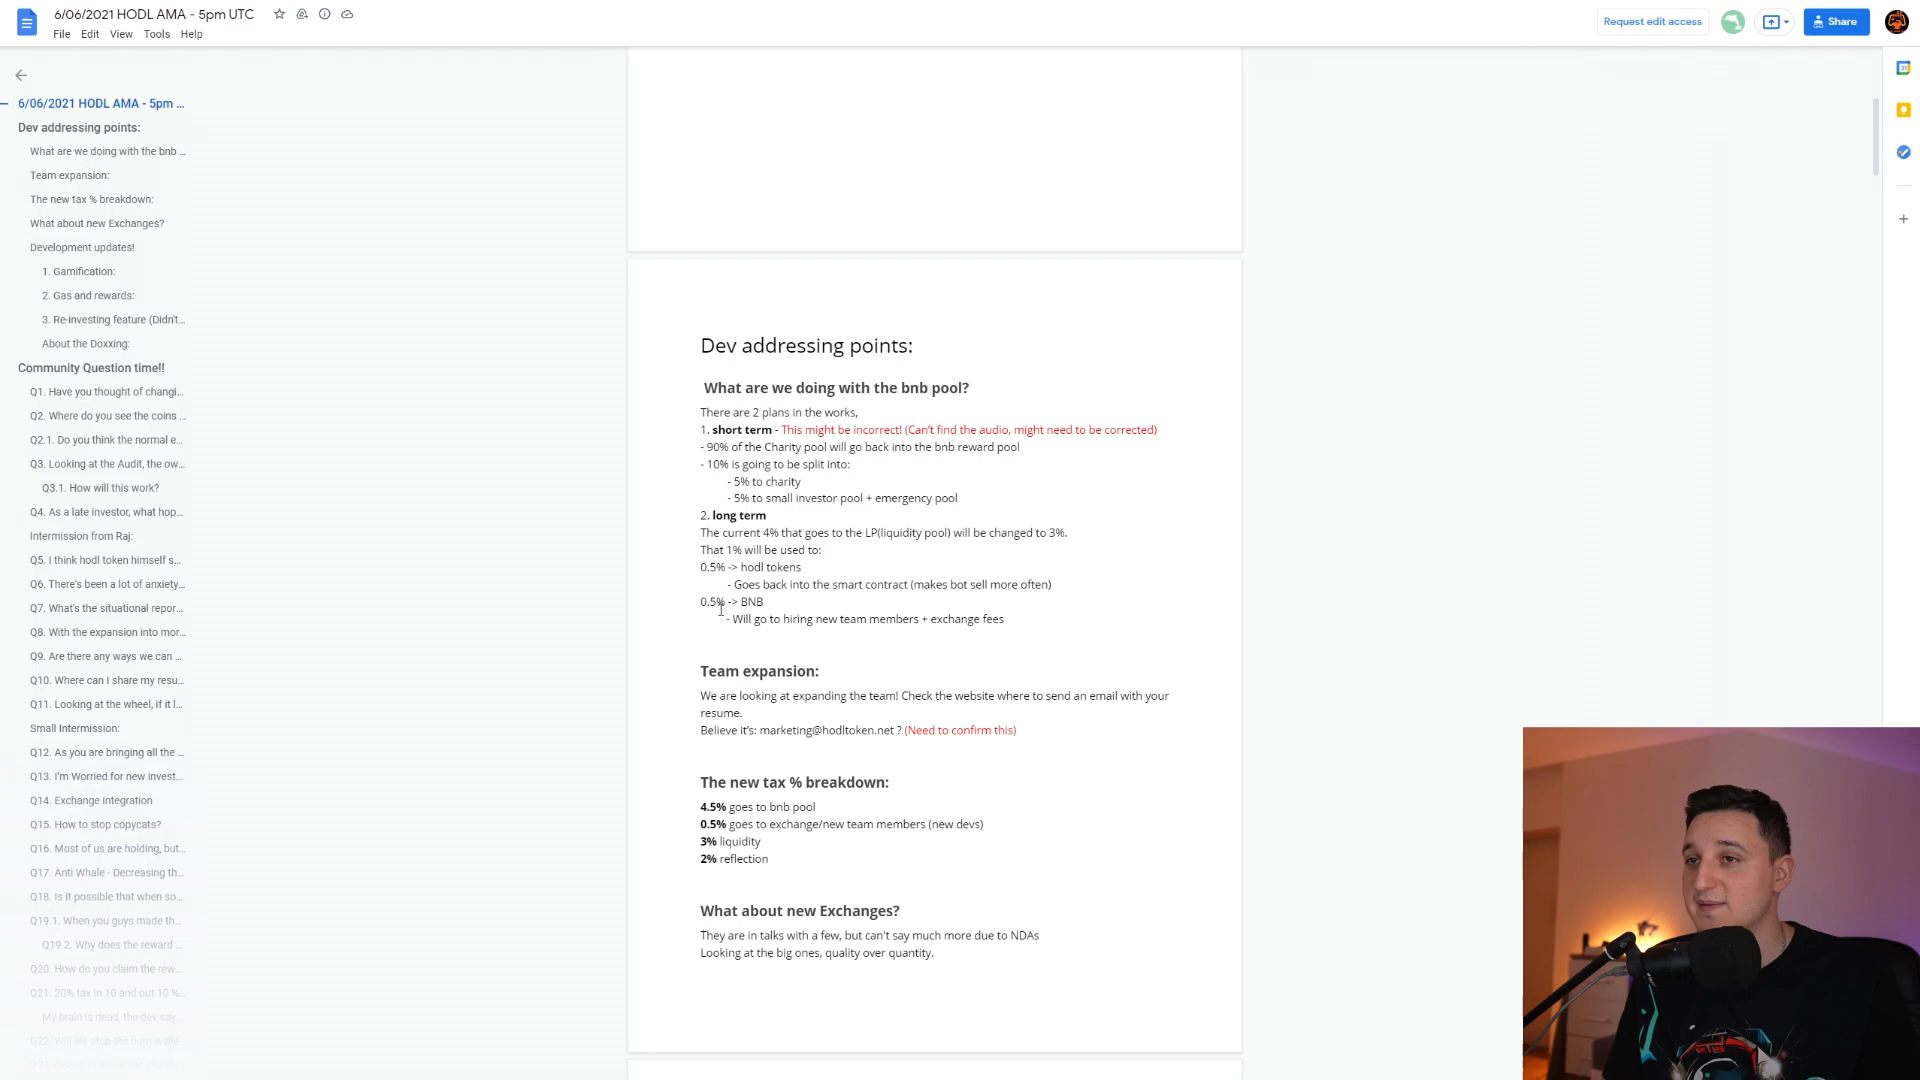 6/06/2021 HODL AMA - 5pm UTC
File Edit View Tools Help
Request edit access
Share
6/06/2021 HODL AMA - 5pm ...
Dev addressing points:
What are we doing with the bnb ...
Team expansion:
The new tax % breakdown:
What about new Exchanges?
Development updates!
1. Gamification:
2. Gas and rewards:
3. Re-investing feature (Didn't...
About the Doxxing:
Community Question time!!
Q1. Have you thought of changi...
Q2. Where do you see the coins ...
Q2.1. Do you think the normal e...
Q3. Looking at the Audit, the ow...
Q3.1. How will this work?
Q4. As a late investor, what hop...
Intermission from Raj:
Q5. I think hodl token himself s...
Q6. There's been a lot of anxiety...
Q7. What's the situational repor...
Q8. With the expansion into mor...
Q9. Are there any ways we can ...
Q10. Where can I share my resu...
Q11. Looking at the wheel, If it l...
Small Intermission:
Q12. As you are bringing all the ...
Q13. I'm Worried for new invest...
Q14. Exchange integration
Q15. How to stop copycats?
Q16. Most of us are holding, but...
Q17. Anti Whale - Decreasing th...
Q18. Is it possible that when so...
Q19.1. When you guys made th...
Q19.2. Why does the reward ...
Q20. How do you claim the rew...
Q21. 20% tax in 10 and out 10 %...
My brain is dead, the dev say...
Q22. Will we stop the burn walle...
Dev addressing points:
What are we doing with the bnb pool?
There are 2 plans in the works,
1. short term - This might be incorrect! (Can't find the audio, might need to be corrected)
- 90% of the Charity pool will go back into the bnb reward pool
- 10% is going to be split into:
- 5% to charity
- 5% to small investor pool + emergency pool
2. long term
The current 4% that goes to the LP(liquidity pool) will be changed to 3%.
That 1% will be used to:
0.5% -> hodl tokens
- Goes back into the smart contract (makes bot sell more often)
0.5% -> BNB
- Will go to hiring new team members + exchange fees
Team expansion:
We are looking at expanding the team! Check the website where to send an email with your
resume.
Believe it's: marketing@hodltoken.net ? (Need to confirm this)
The new tax % breakdown:
4.5% goes to bnb pool
0.5% goes to exchange/new team members (new devs)
3% liquidity
2% reflection
What about new Exchanges?
They are in talks with a few, but can't say much more due to NDAs
Looking at the big ones, quality over quantity.